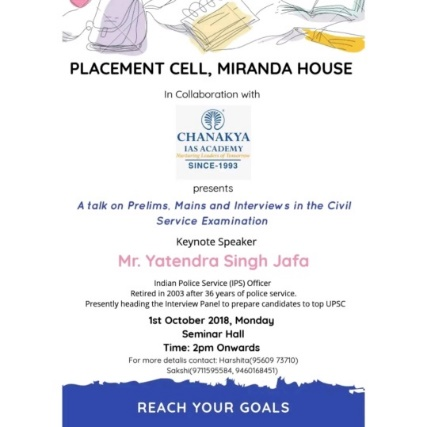 PLACEMENT CELL, MIRANDA HOUSE
In Collaboration with
CHANAKYA
IAS ACADEMY
Nurturing Leaders of Tomorrow
SINCE-1993
presents
A talk on Prelims, Mains and Interviews in the Civil
Service Examination
Keynote Speaker
Mr. Yatendra Singh Jafa
Indian Police Service (IPS) Officer
Retired in 2003 after 36 years of police service.
Presently heading the Interview Panel to prepare candidates to top UPSC
1st October 2018, Monday
Seminar Hall
Time: 2pm Onwards
For more details contact: Harshita(95609 73710)
Sakshi(9711595584, 9460168451)
REACH YOUR GOALS